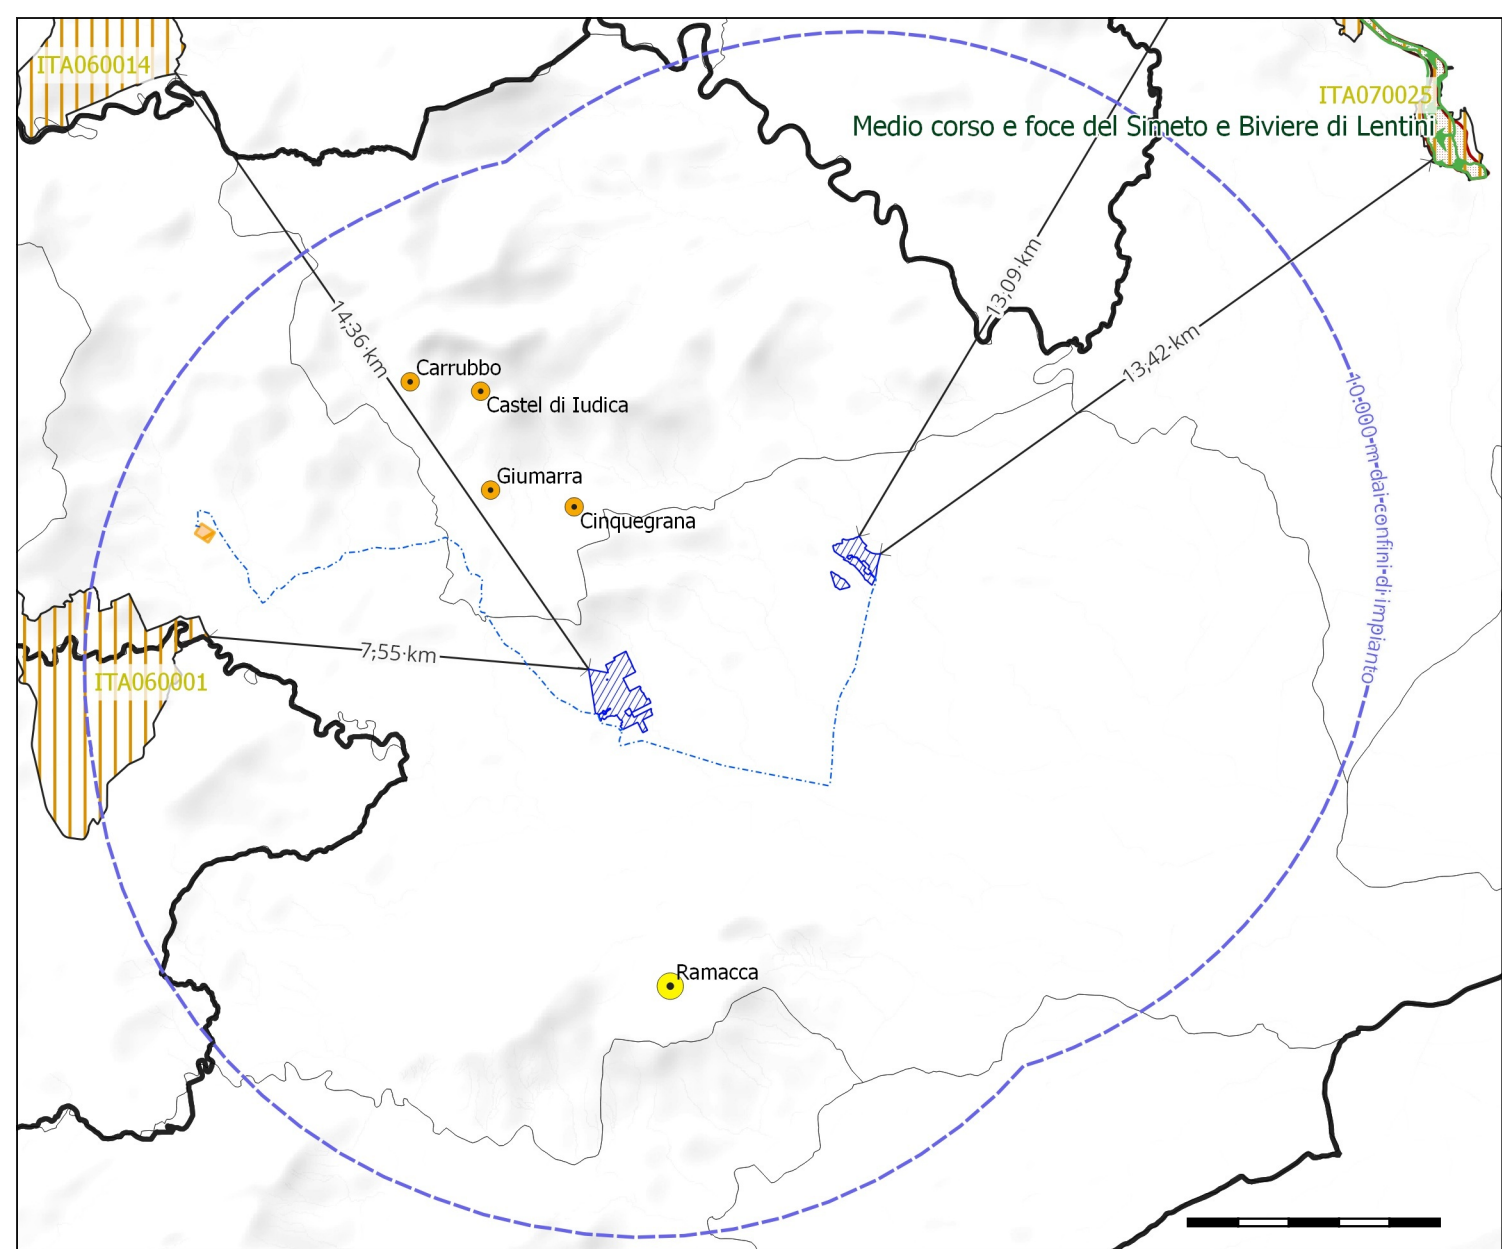 ITA060014
ITA070025
Medio corso e foce del Simeto e Biviere di Lentini
13,09 km
14,36 km
13,42 km
Carrubbo
Castel di Iudica
10.000 m dai confini di impianto
Giumarra
Cinquegrana
7,55 km
ITA060001
Ramacca